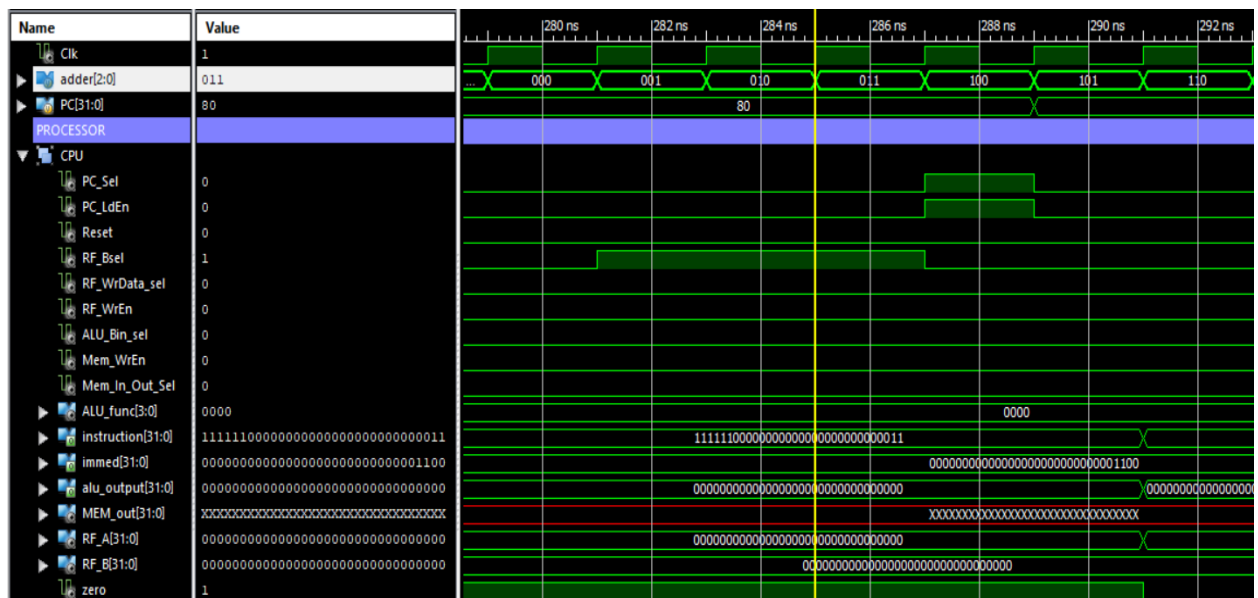 Name Value 280 ns 282 ns 284 ns 286 ns 288 ns 290 ns 292 ns
Clk 1
adder[2:0] 011 ... 000 001 010 011 100 101 110
PC[31:0] 80 80
PROCESSOR
CPU
PC_Sel 0
PC_LdEn 0
Reset 0
RF_Bsel 1
RF_WrData_sel 0
RF_WrEn 0
ALU_Bin_sel 0
Mem_WrEn 0
Mem_In_Out_Sel 0
ALU_func[3:0] 0000 0000
instruction[31:0] 11111100000000000000000000000011 11111100000000000000000000000011
immed[31:0] 00000000000000000000000000001100 00000000000000000000000000001100
alu_output[31:0] 00000000000000000000000000000000 00000000000000000000000000000000
MEM_out[31:0] XXXXXXXXXXXXXXXXXXXXXXXXXXXXXXXX XXXXXXXXXXXXXXXXXXXXXXXXXXXXXXXX
RF_A[31:0] 00000000000000000000000000000000 00000000000000000000000000000000
RF_B[31:0] 00000000000000000000000000000000 00000000000000000000000000000000
zero 1